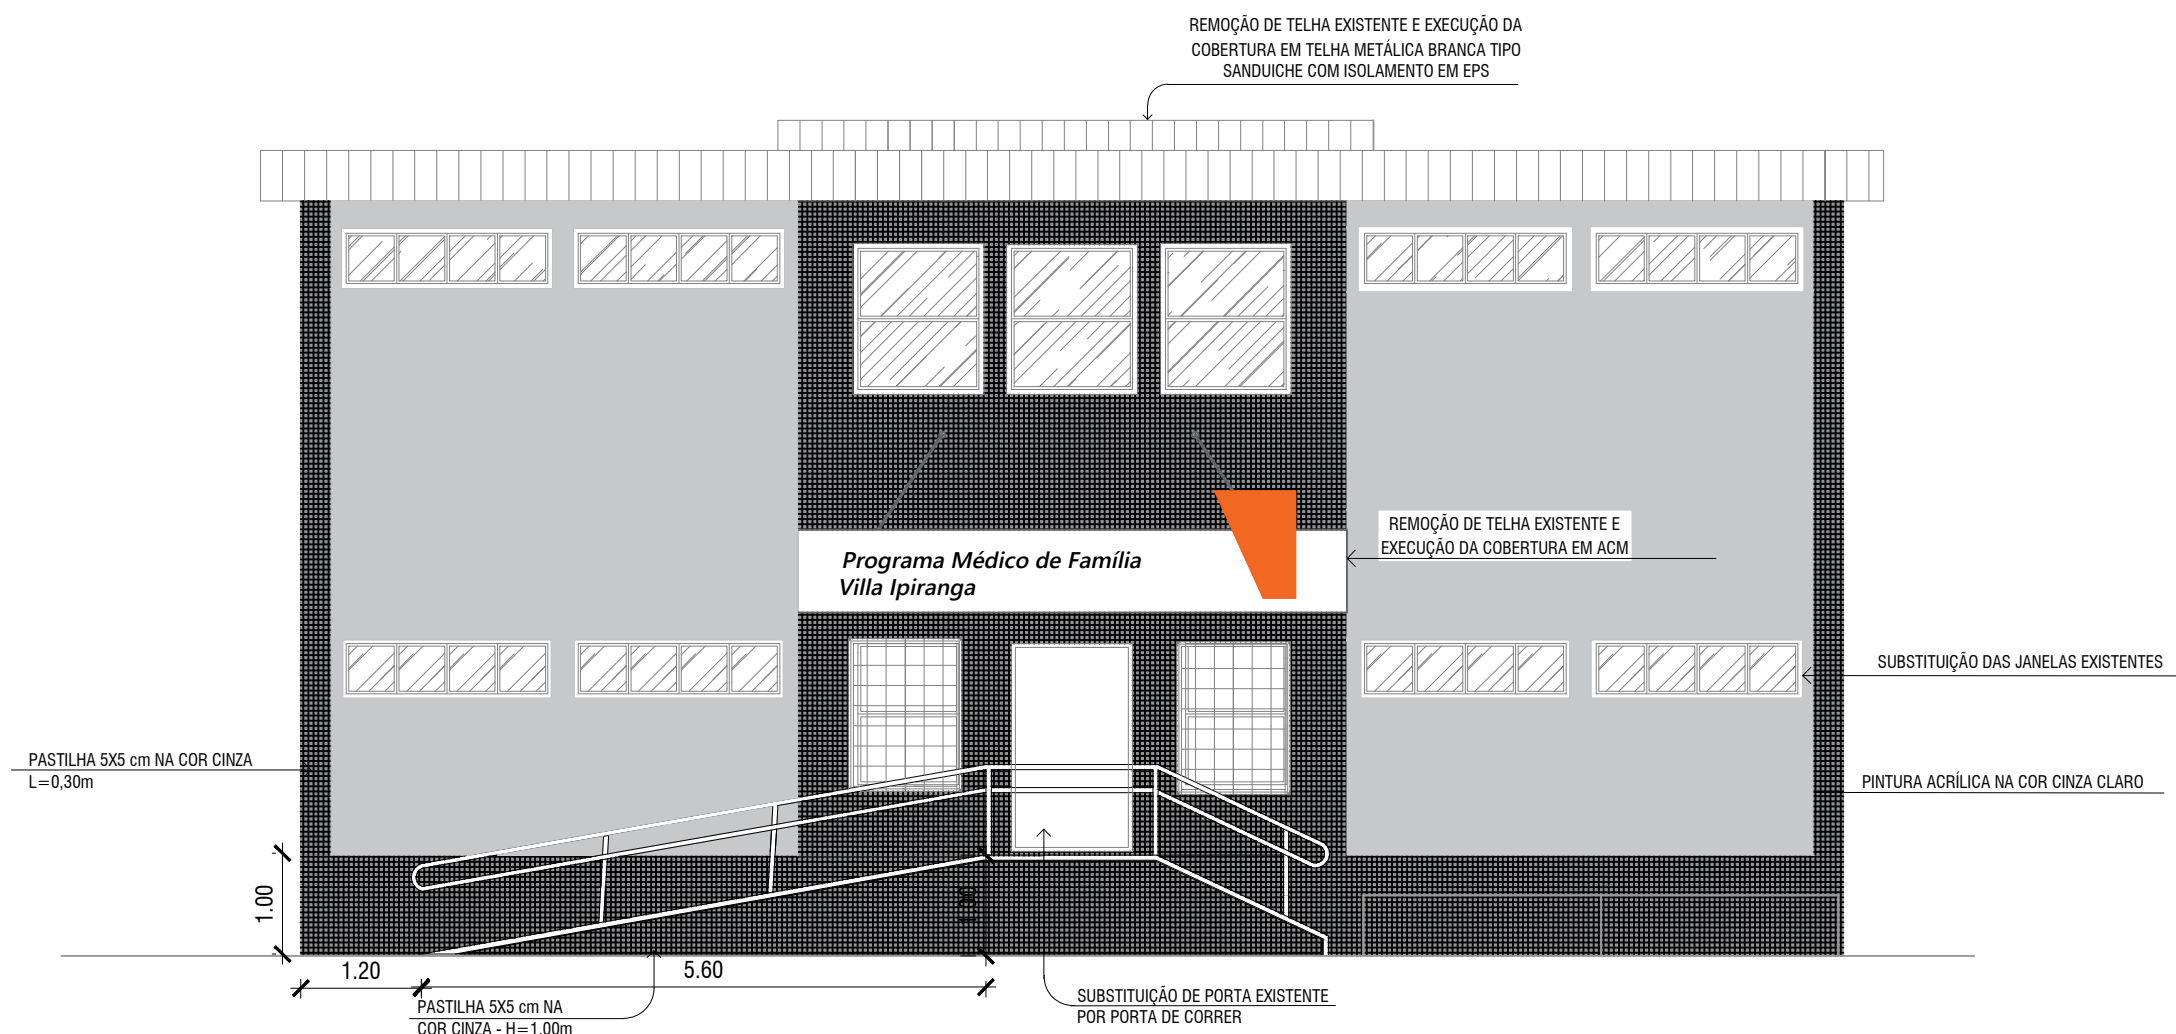 REMOÇÃO DE TELHA EXISTENTE E EXECUÇÃO DA
COBERTURA EM TELHA METÁLICA BRANCA TIPO
SANDUICHE COM ISOLAMENTO EM EPS
REMOÇÃO DE TELHA EXISTENTE E
EXECUÇÃO DA COBERTURA EM ACM
Programa Médico de Família
Villa Ipiranga
SUBSTITUIÇÃO DAS JANELAS EXISTENTES
PASTILHA 5X5 cm NA COR CINZA
L=0,30m
PINTURA ACRÍLICA NA COR CINZA CLARO
1.00
1.00
1.20
5.60
PASTILHA 5X5 cm NA
COR CINZA - H=1,00m
SUBSTITUIÇÃO DE PORTA EXISTENTE
POR PORTA DE CORRER